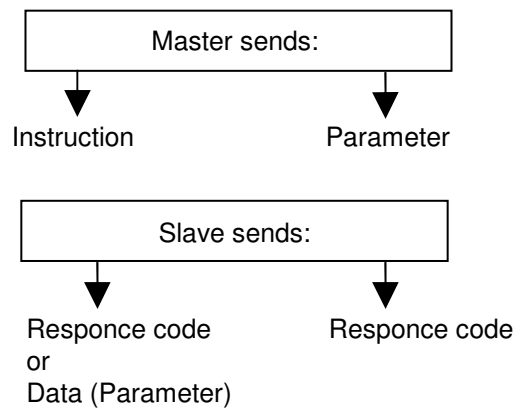 Master sends:
Instruction
Parameter
Slave sends:
Responce code
or
Data (Parameter)
Responce code